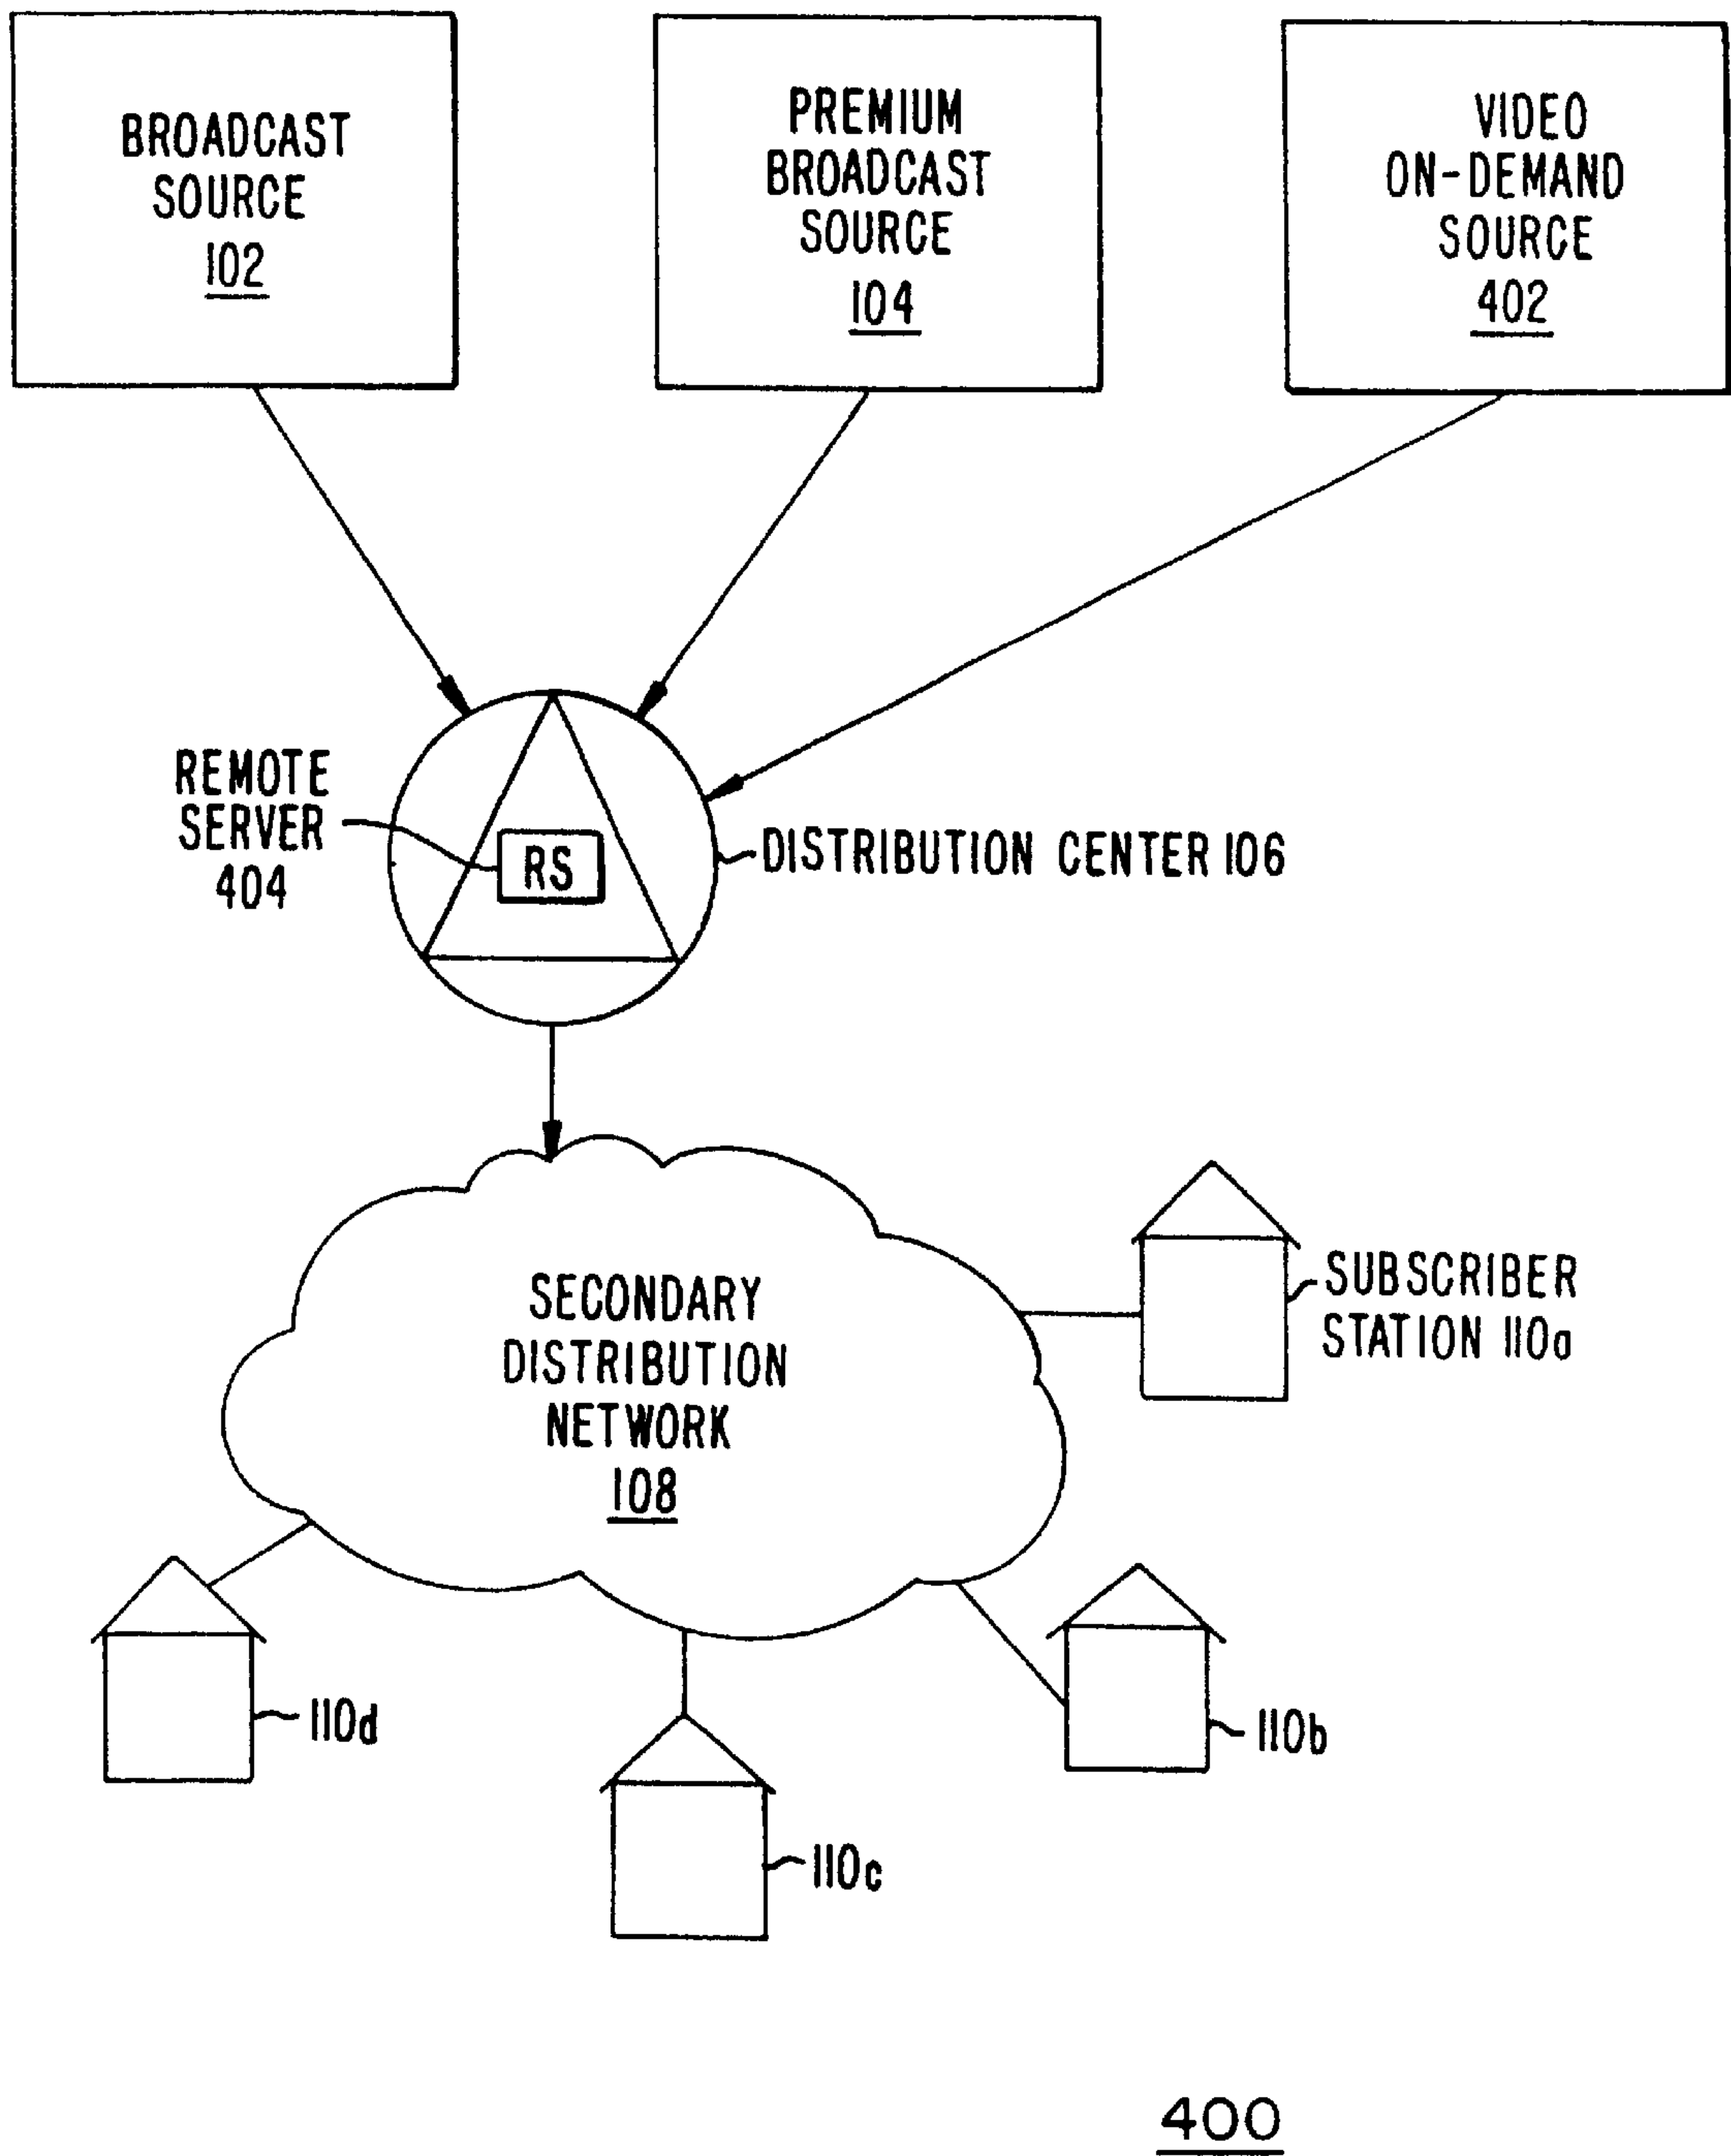 BROADCAST
SOURCE
102
PREMIUM
BROADCAST
SOURCE
104
VIDEO
ON-DEMAND
SOURCE
402
REMOTE
SERVER
404
RS
DISTRIBUTION CENTER 106
SECONDARY
DISTRIBUTION
NETWORK
108
SUBSCRIBER
STATION 110a
110d
110b
110c
400